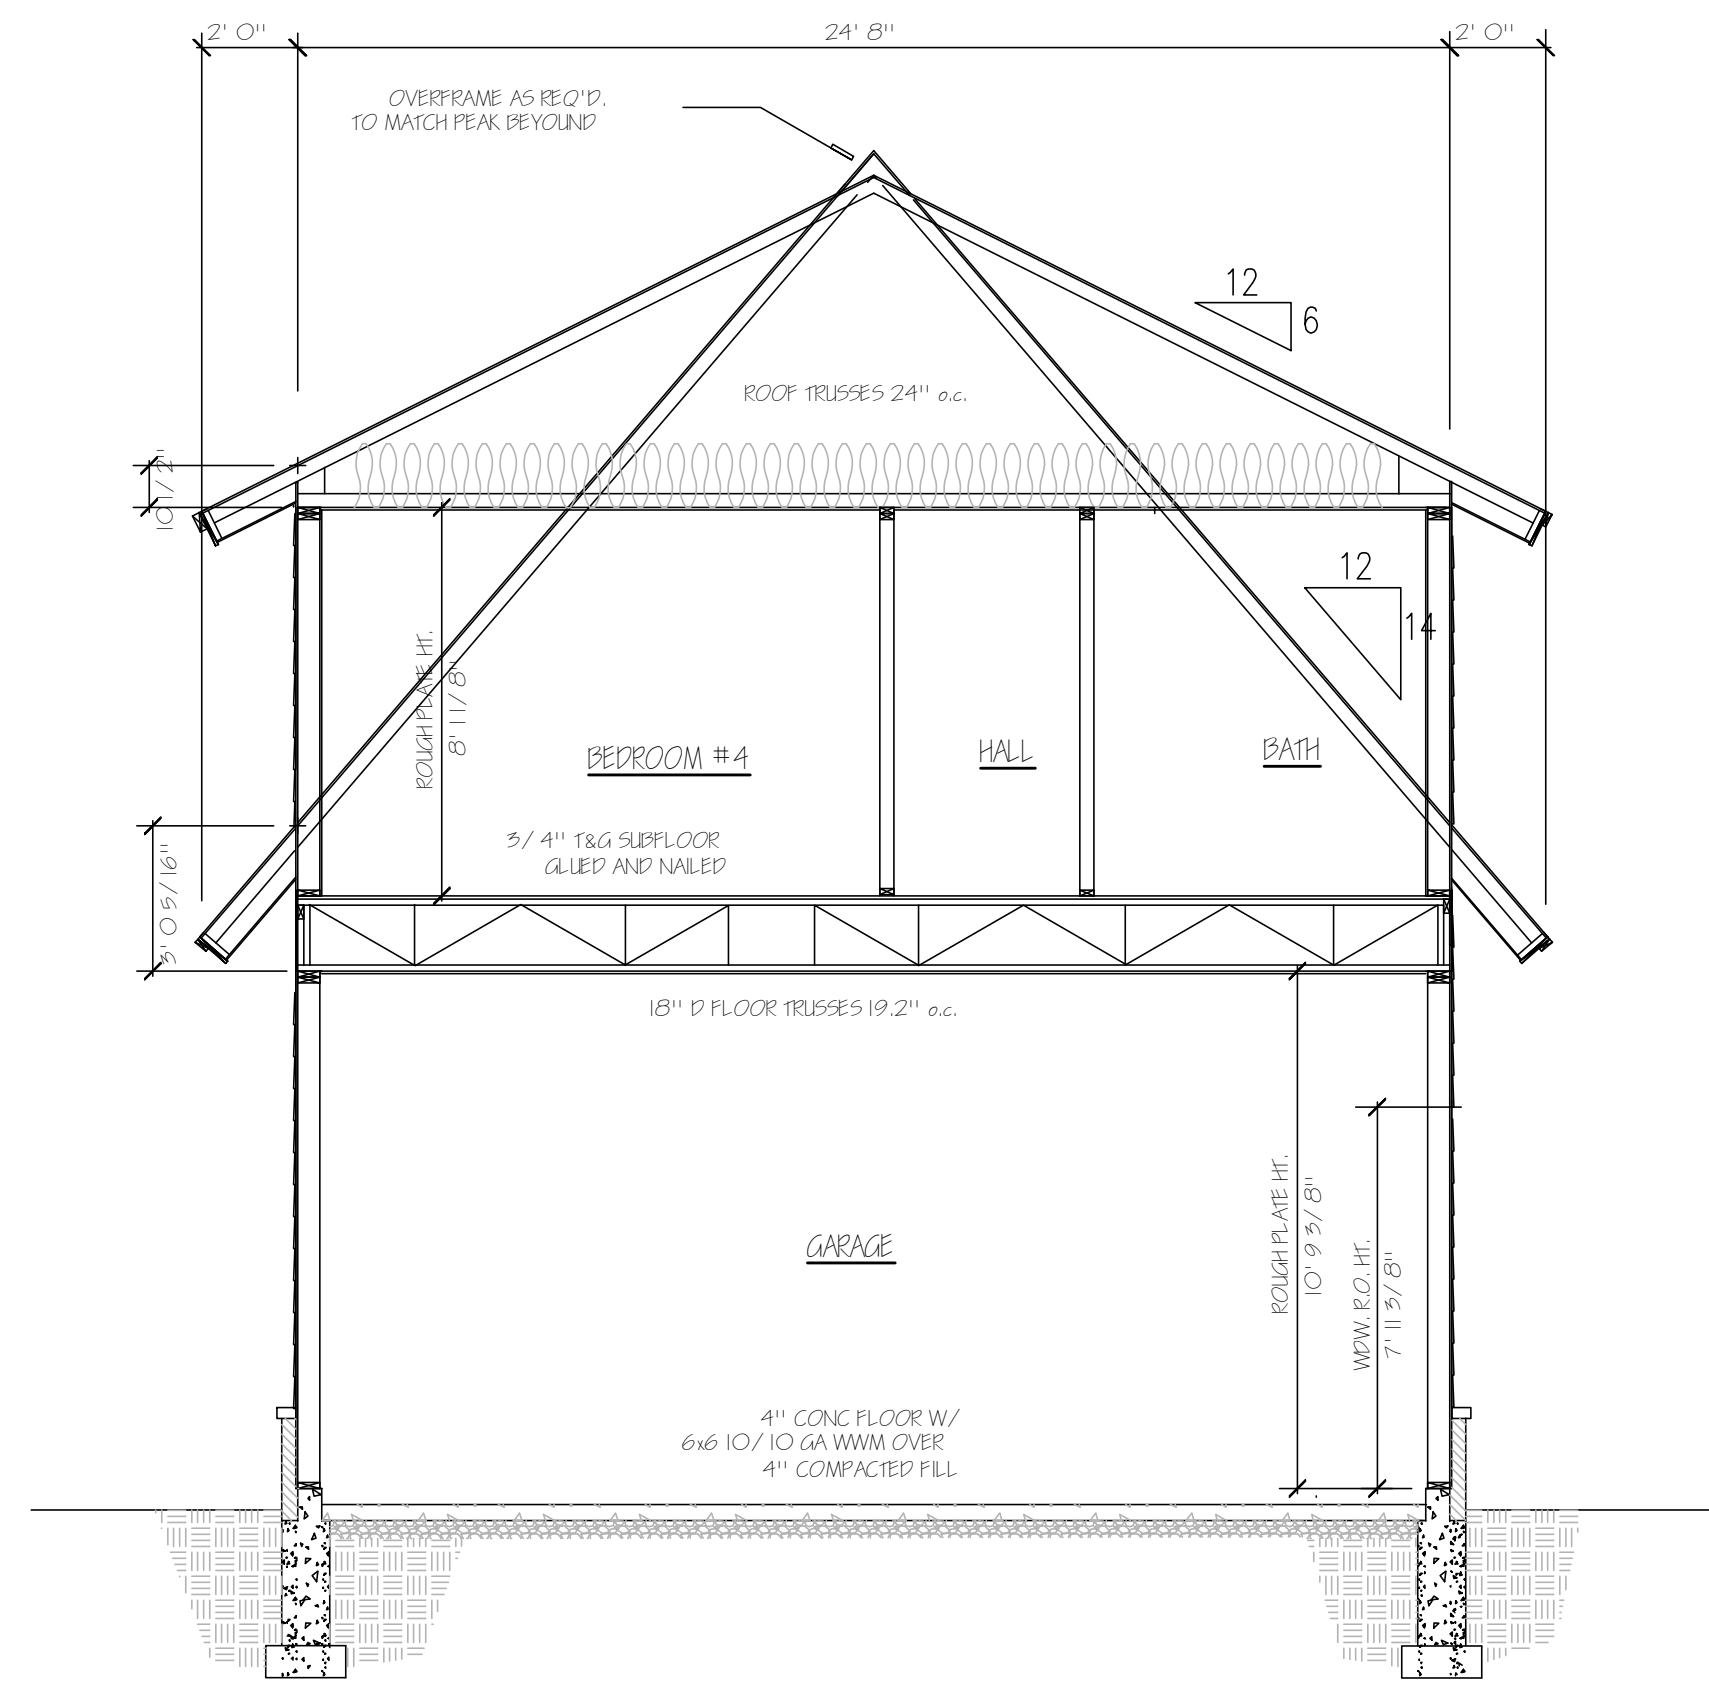 2' 0"
24' 8"
2' 0"
OVERFRAME AS REQ'D.
TO MATCH PEAK BEYOUND
12
6
ROOF TRUSSES 24" o.c.
10 1/2"
12
14
ROUGH PLATE HT.
8' 1 1/8"
BEDROOM #4
HALL
BATH
3/4" T&G SUBFLOOR
GLUED AND NAILED
3' 0 5/16"
18" D FLOOR TRUSSES 19.2" o.c.
ROUGH PLATE HT.
10' 9 3/8"
WDW. R.O. HT.
7' 11 3/8"
GARAGE
4" CONC FLOOR W/
6x6 10/10 GA WWM OVER
4" COMPACTED FILL